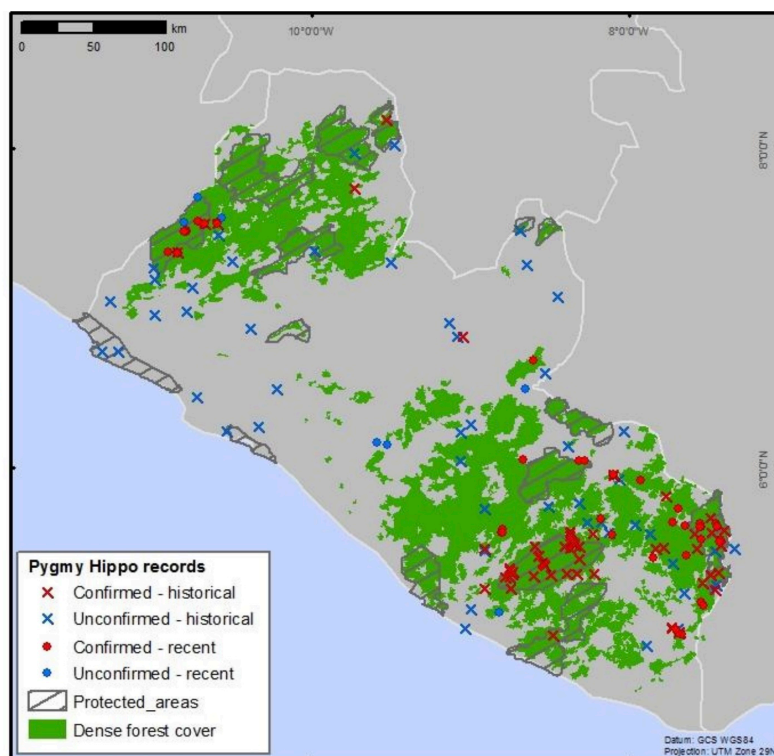 km
0 50 100
10°0'0"W
8°0'0"W
8°0'0"N
6°0'0"N
Pygmy Hippo records
Confirmed - historical
Unconfirmed - historical
Confirmed - recent
Unconfirmed - recent
Protected_areas
Dense forest cover
Datum: GCS WGS84
Projection: UTM Zone 29N